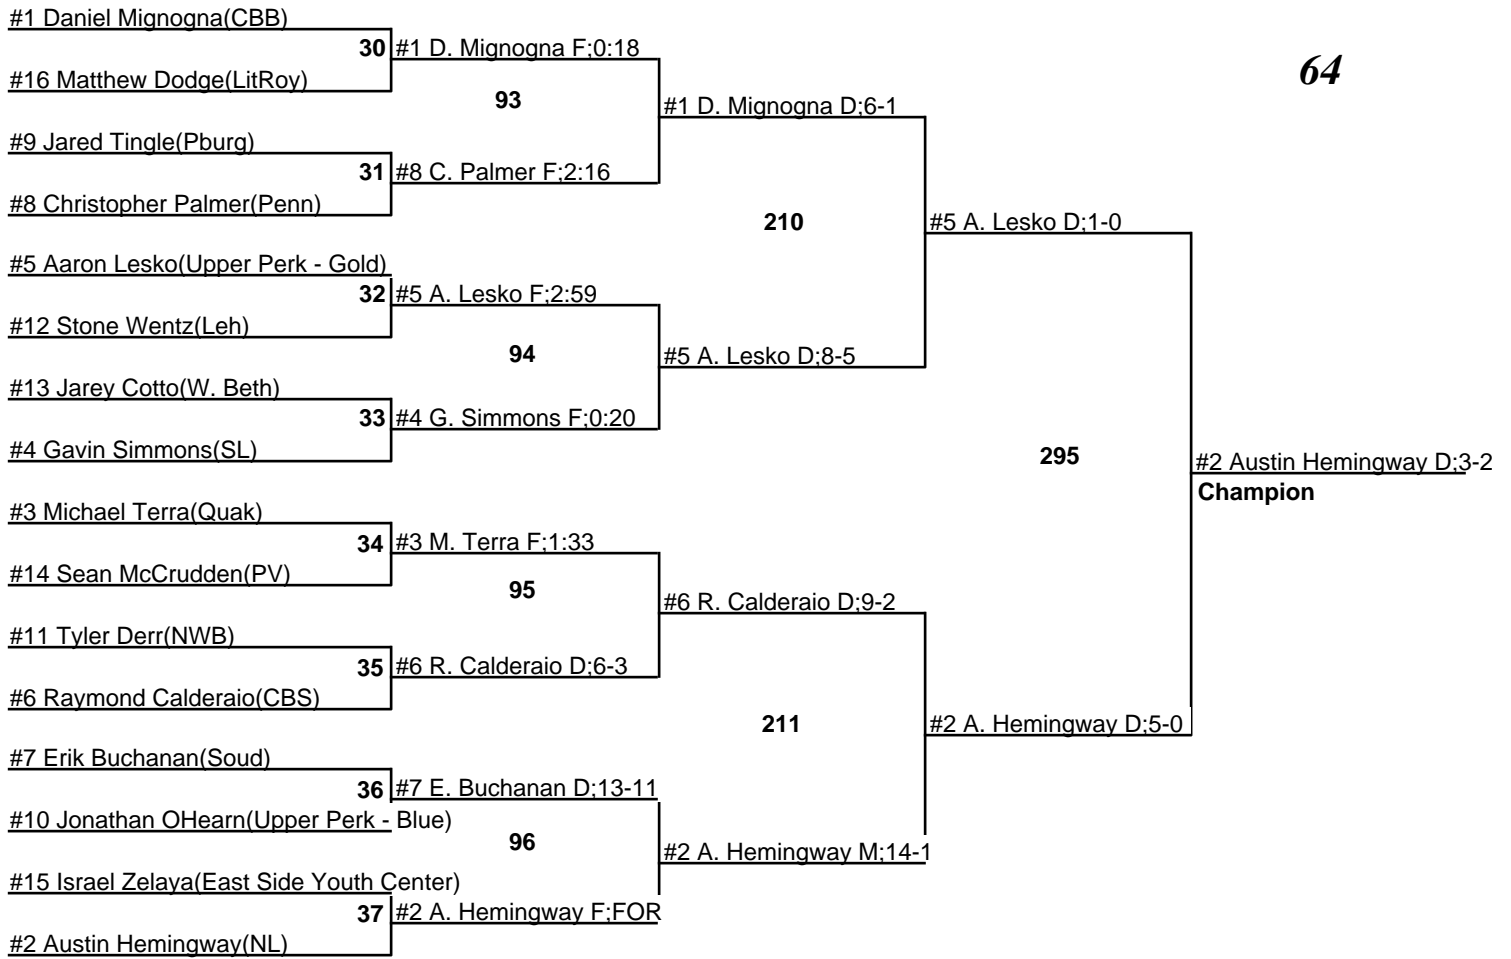 #1 Daniel Mignogna(CBB)
30 #1 D. Mignogna F;0:18
64
#16 Matthew Dodge(LitRoy)
93
#1 D. Mignogna D;6-1
#9 Jared Tingle(Pburg)
31 #8 C. Palmer F;2:16
#8 Christopher Palmer(Penn)
210
#5 A. Lesko D;1-0
#5 Aaron Lesko(Upper Perk - Gold)
32 #5 A. Lesko F;2:59
#12 Stone Wentz(Leh)
94
#5 A. Lesko D;8-5
#13 Jarey Cotto(W. Beth)
33 #4 G. Simmons F;0:20
#4 Gavin Simmons(SL)
295
#2 Austin Hemingway D;3-2
Champion
#3 Michael Terra(Quak)
34 #3 M. Terra F;1:33
#14 Sean McCrudden(PV)
95
#6 R. Calderaio D;9-2
#11 Tyler Derr(NWB)
35 #6 R. Calderaio D;6-3
#6 Raymond Calderaio(CBS)
211
#2 A. Hemingway D;5-0
#7 Erik Buchanan(Soud)
36 #7 E. Buchanan D;13-11
#10 Jonathan OHearn(Upper Perk - Blue)
96
#2 A. Hemingway M;14-1
#15 Israel Zelaya(East Side Youth Center)
37 #2 A. Hemingway F;FOR
#2 Austin Hemingway(NL)